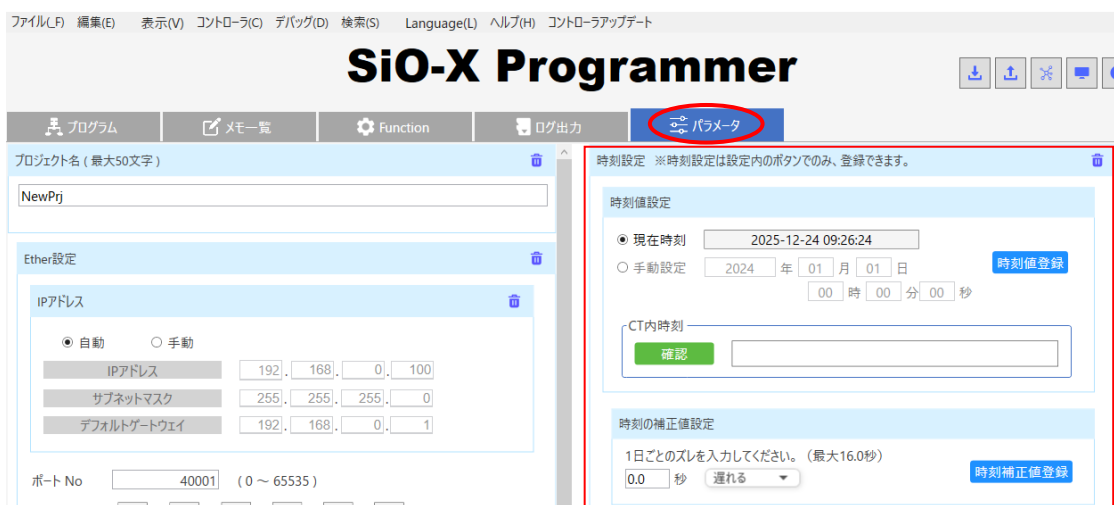 ファイル(_F) 編集(E) 表示(V) コントローラ(C) デバッグ(D) 検索(S) Language(L) ヘルプ(H) コントローラアップデート
SiO-X Programmer
プログラム メモ一覧 Function ログ出力 パラメータ
プロジェクト名 ( 最大50文字 )
NewPrj
Ether設定
IPアドレス
自動 手動
IPアドレス 192. 168. 0. 100
サブネットマスク 255. 255. 255. 0
デフォルトゲートウェイ 192. 168. 0. 1
ポート No 40001 ( 0 ～ 65535 )
時刻設定 ※時刻設定は設定内のボタンでのみ、登録できます。
時刻値設定
現在時刻 2025-12-24 09:26:24
手動設定 2024 年 01 月 01 日
時刻値登録
00 時 00 分 00 秒
CT内時刻
確認
時刻の補正値設定
1日ごとのズレを入力してください。（最大16.0秒）
0.0 秒 遅れる
時刻補正値登録